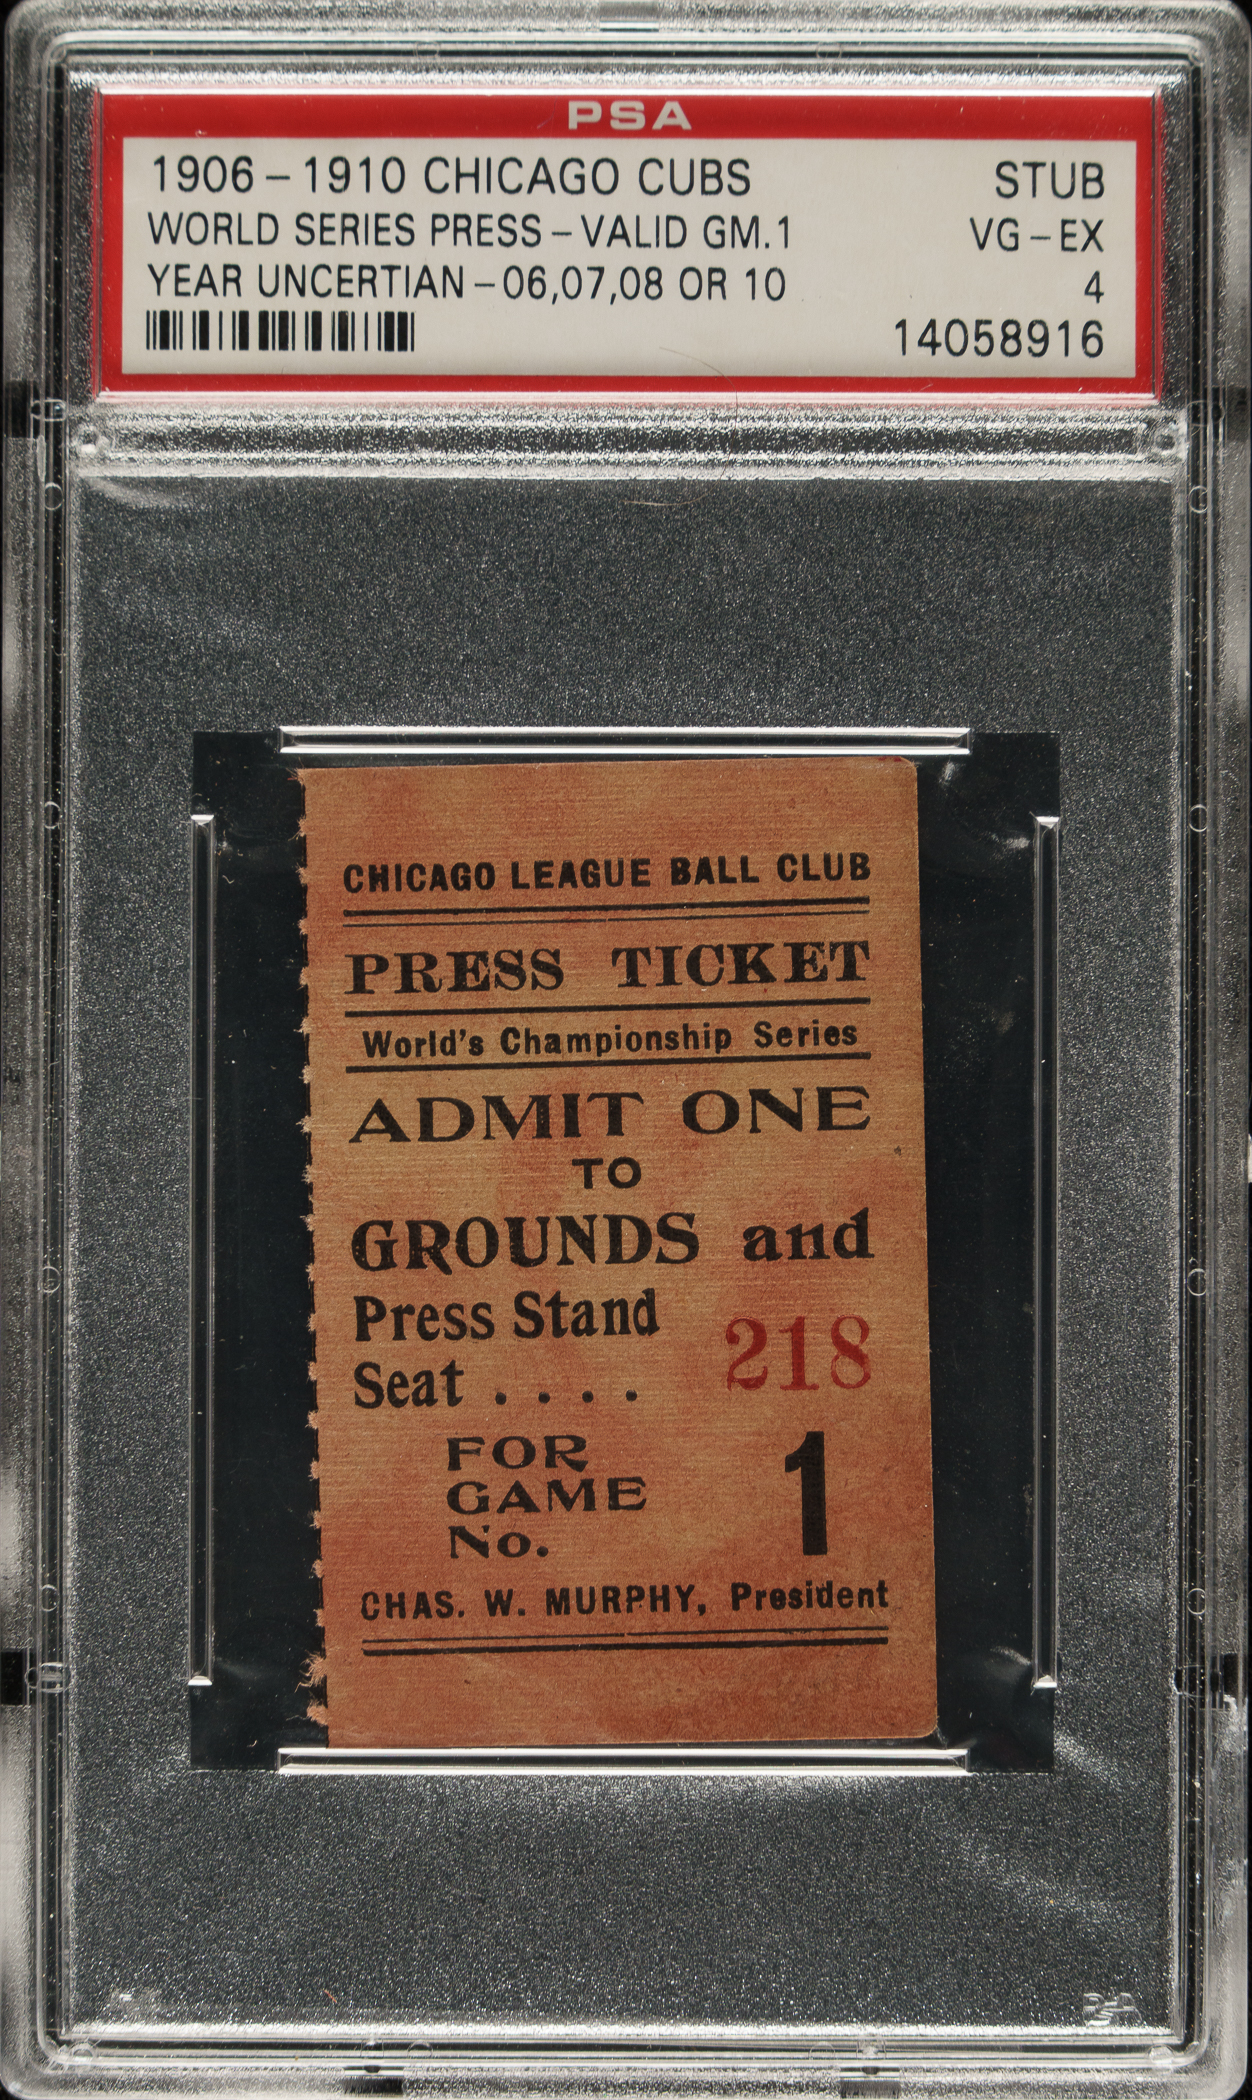 PSA
1906-1910 CHICAGO CUBS STUB
WORLD SERIES PRESS-VALID GM.1 VG-EX
YEAR UNCERTIAN-06,07,08 OR 10 4
14058916
CHICAGO LEAGUE BALL CLUB
PRESS TICKET
World's Championship Series
ADMIT ONE
TO
GROUNDS and
Press Stand
Seat . . . . 218
FOR
GAME
No. 1
CHAS. W. MURPHY, President
PSA